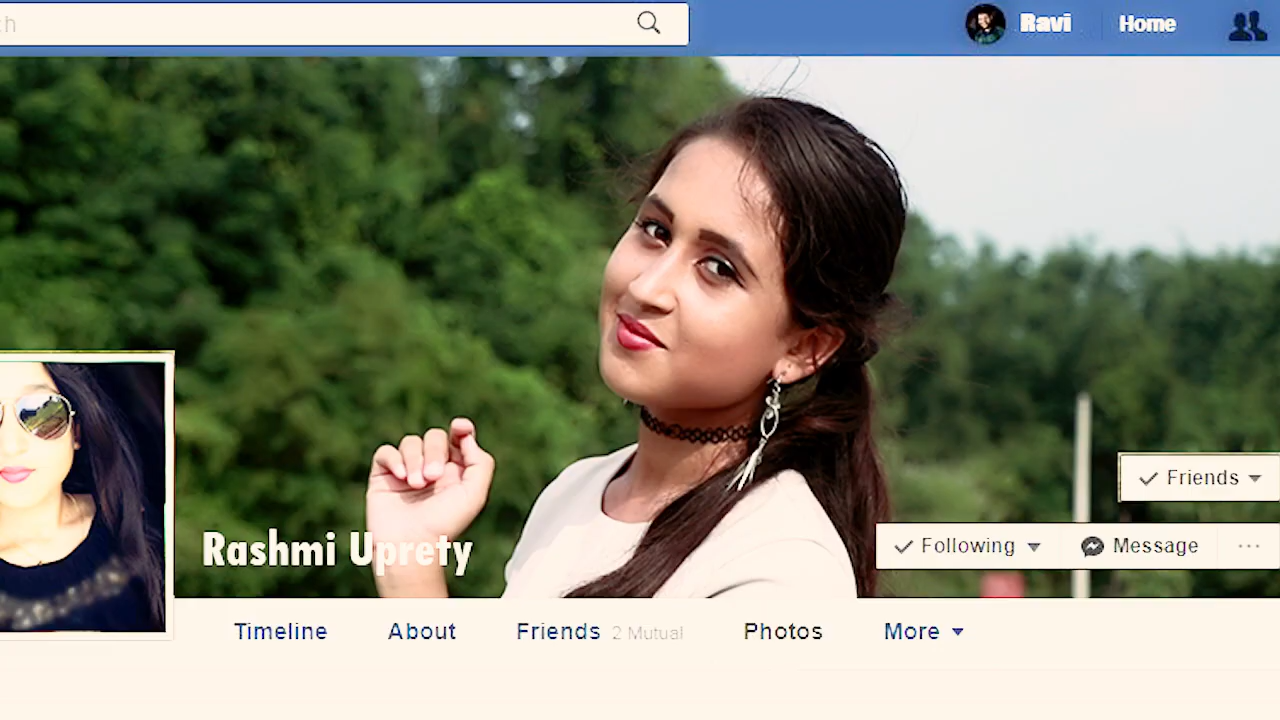 Ravi Home
Friends
Rashmi Uprety
Following Message ...
Timeline About Friends 2 Mutual Photos More